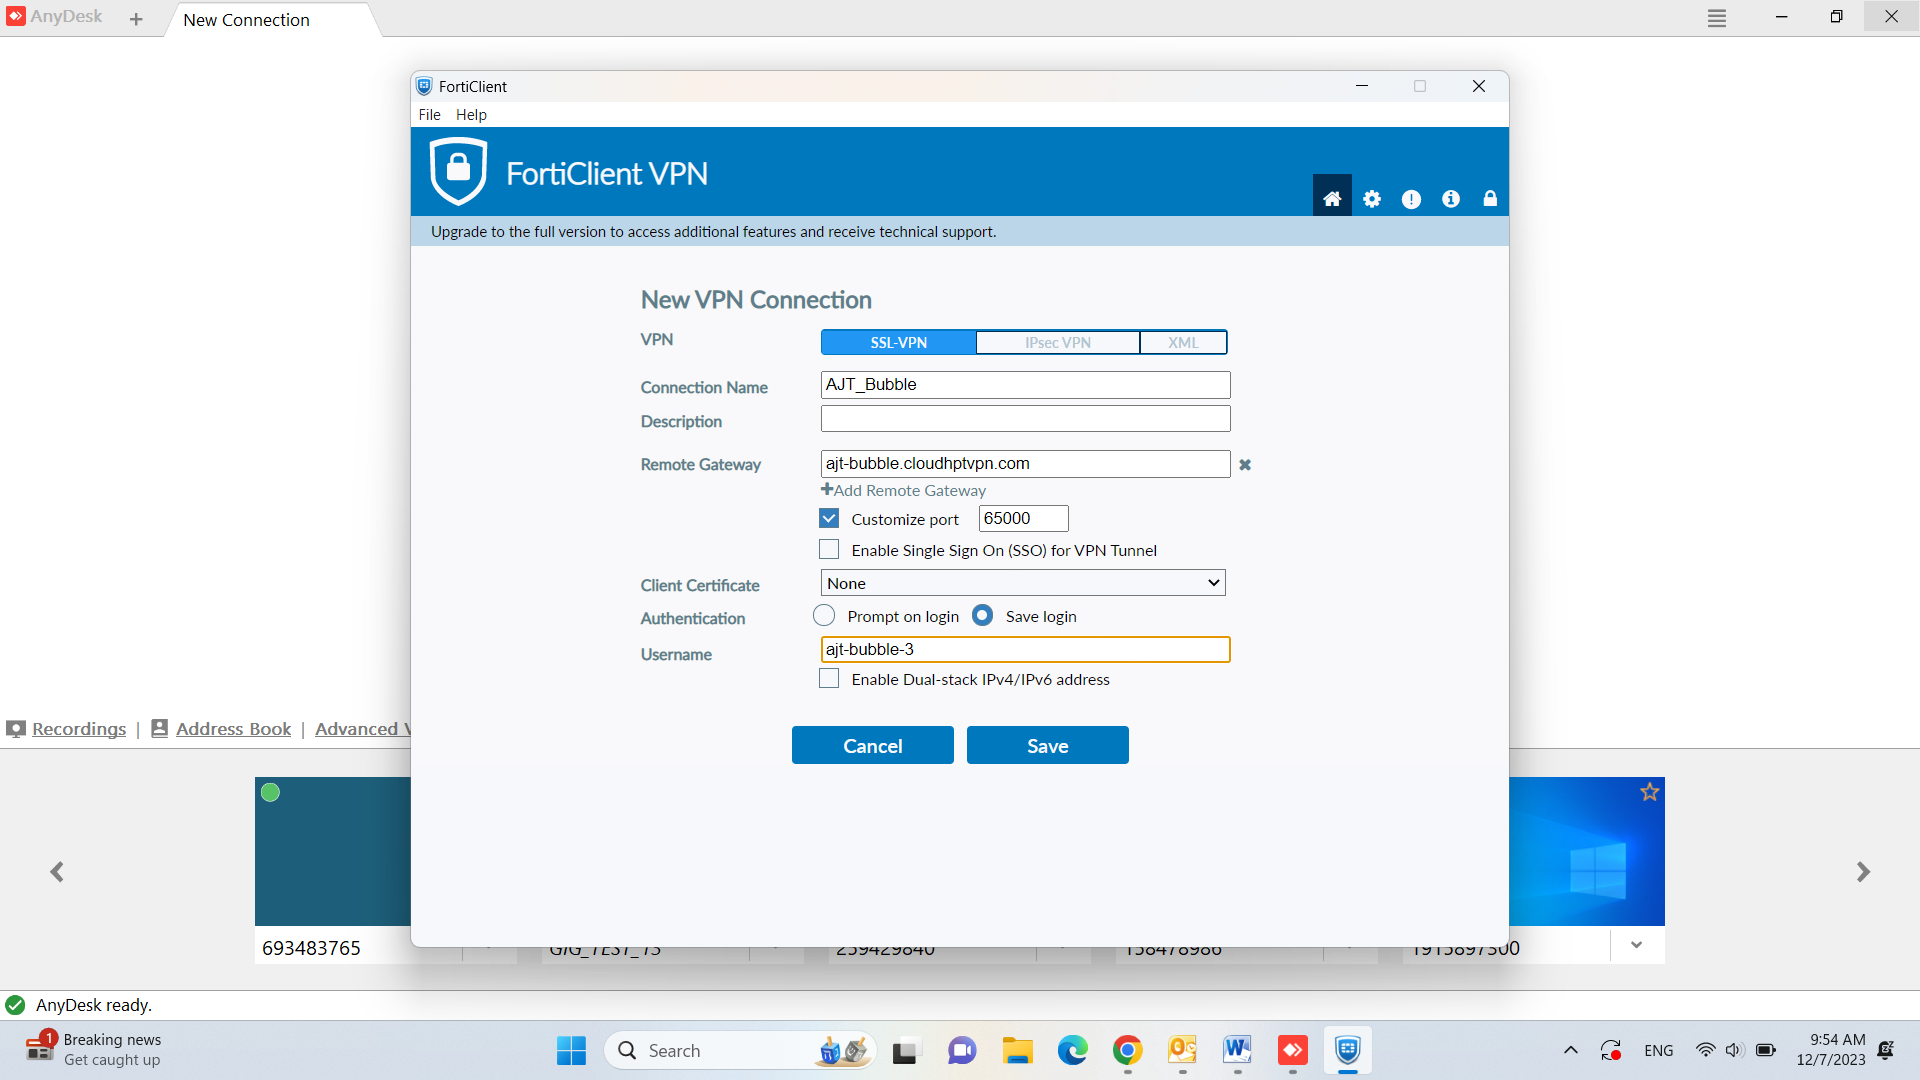 AnyDesk
New Connection
FortiClient
File Help
FortiClient VPN
Upgrade to the full version to access additional features and receive technical support.
New VPN Connection
VPN
SSL-VPN IPsec VPN XML
Connection Name AJT_Bubble
Description
Remote Gateway ajt-bubble.cloudhptvpn.com
+Add Remote Gateway
Customize port 65000
Enable Single Sign On (SSO) for VPN Tunnel
Client Certificate None
Authentication Prompt on login Save login
Username ajt-bubble-3
Enable Dual-stack IPv4/IPv6 address
Recordings | Address Book | Advanced
Cancel Save
693483765 GIG_TEST_13 259429840 158478986 1915897300
AnyDesk ready.
1
Breaking news
Get caught up
Search
ENG
9:54 AM
12/7/2023